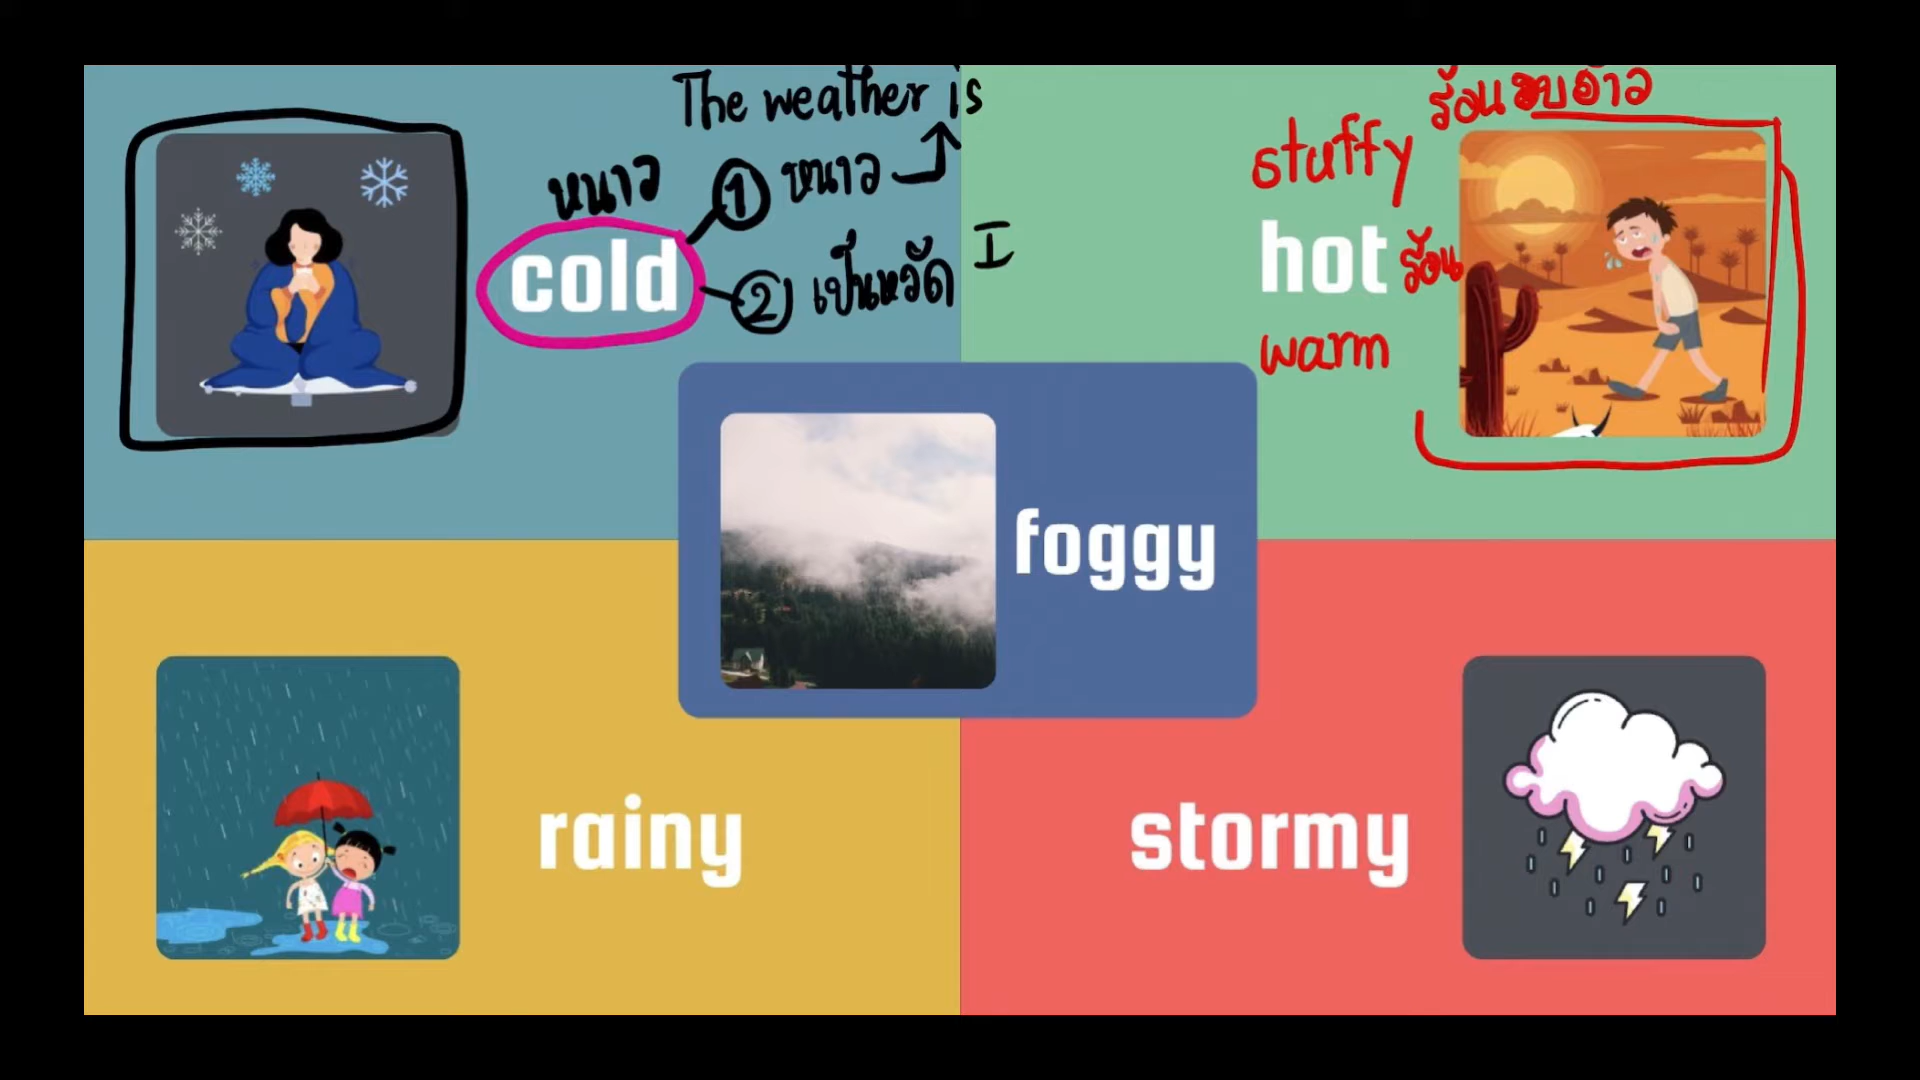 The weather is
หนาว ① หนาว
cold
② เป็นหวัด I
ร้อนอบอ้าว
stuffy
hot ร้อน
warm
foggy
rainy
stormy